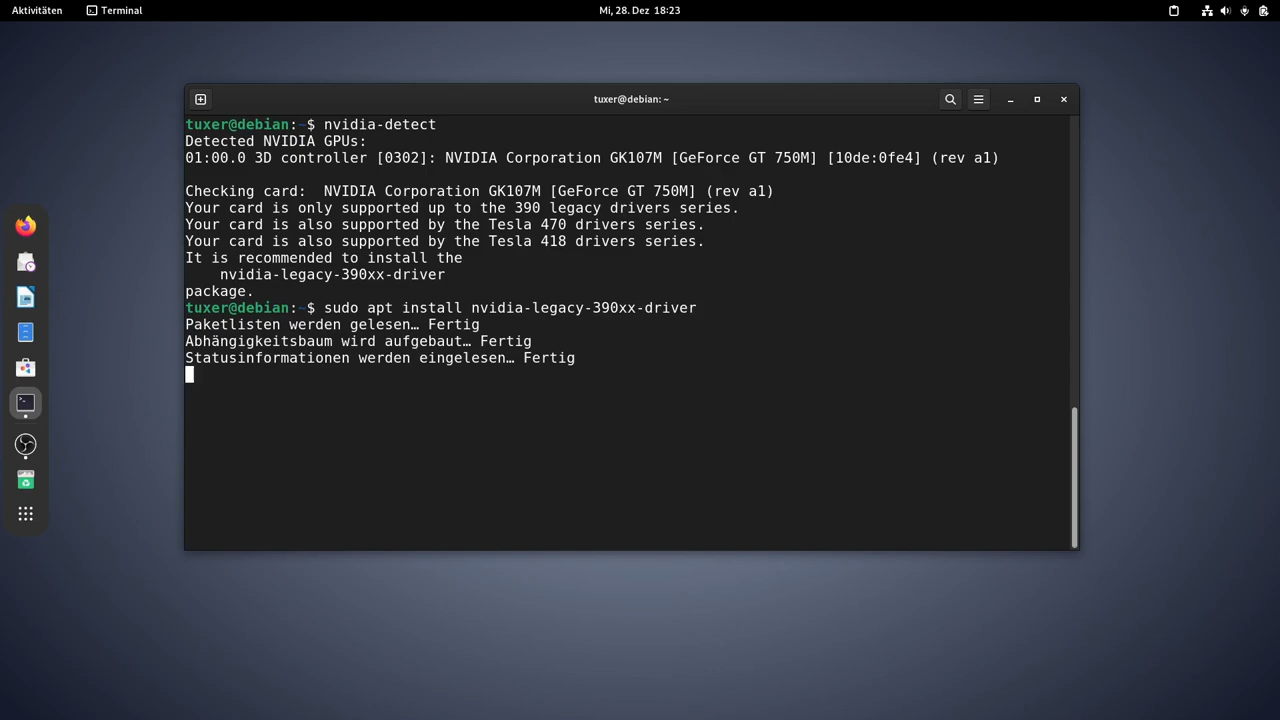 Aktivitäten Terminal Mi, 28. Dez 18:23
tuxer@debian: ~
tuxer@debian:~$ nvidia-detect
Detected NVIDIA GPUs:
01:00.0 3D controller [0302]: NVIDIA Corporation GK107M [GeForce GT 750M] [10de:0fe4] (rev a1)
Checking card:  NVIDIA Corporation GK107M [GeForce GT 750M] (rev a1)
Your card is only supported up to the 390 legacy drivers series.
Your card is also supported by the Tesla 470 drivers series.
Your card is also supported by the Tesla 418 drivers series.
It is recommended to install the
    nvidia-legacy-390xx-driver
package.
tuxer@debian:~$ sudo apt install nvidia-legacy-390xx-driver
Paketlisten werden gelesen… Fertig
Abhängigkeitsbaum wird aufgebaut… Fertig
Statusinformationen werden eingelesen… Fertig